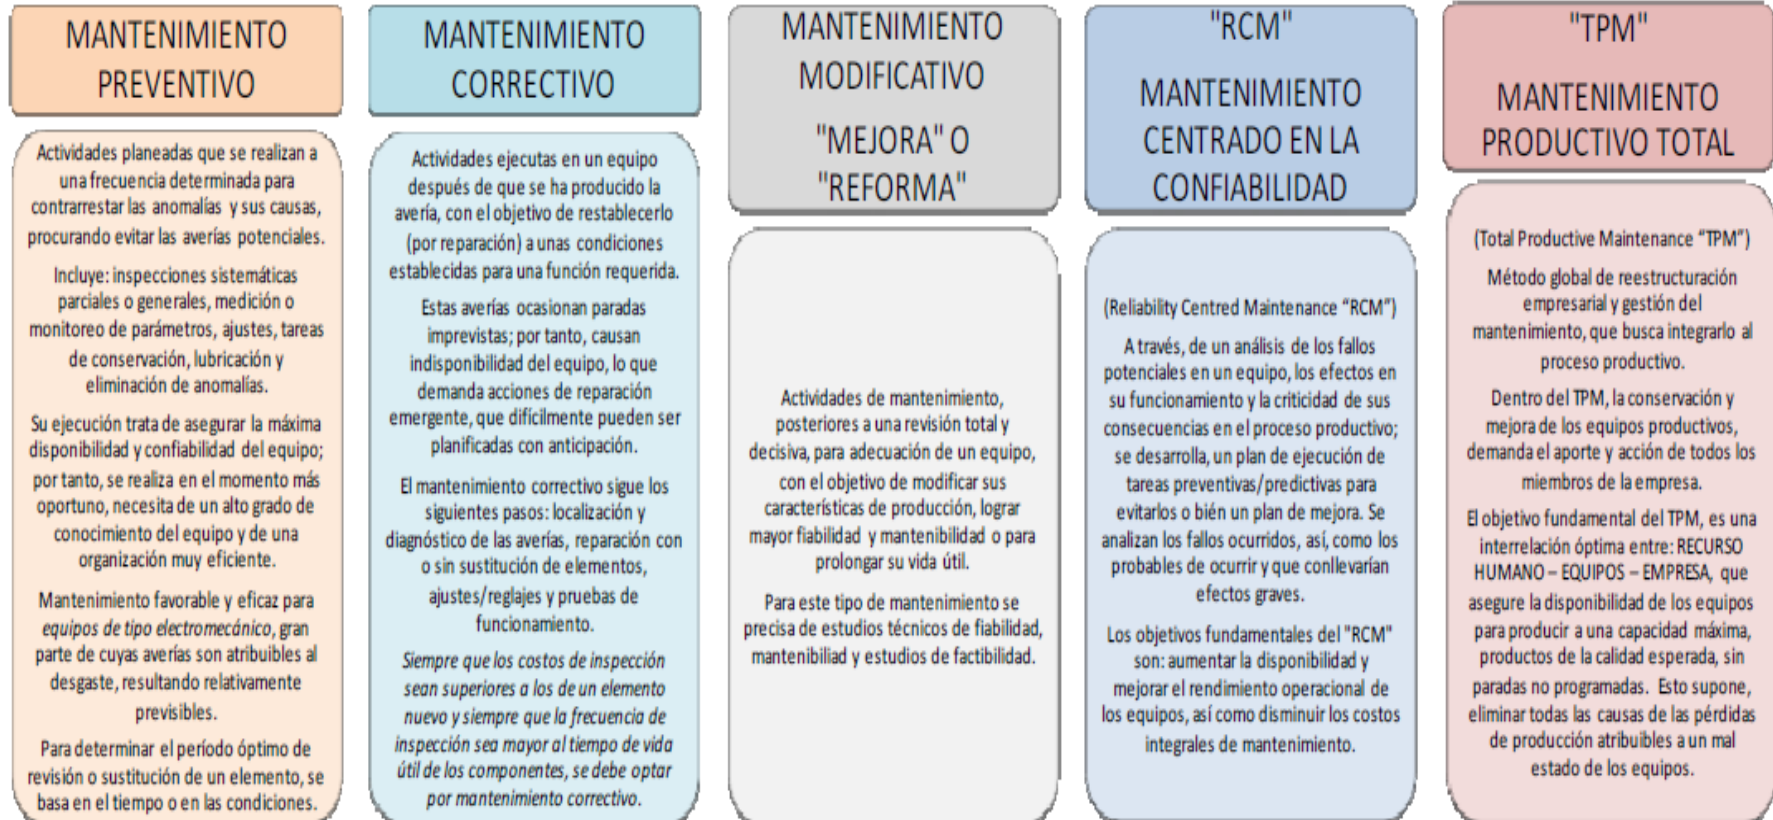 MANTENIMIENTO
PREVENTIVO
Actividades planeadas que se realizan a
una frecuencia determinada para
contrarrestar las anomalías y sus causas,
procurando evitar las averías potenciales.
Incluye: inspecciones sistemáticas
parciales o generales, medición o
monitoreo de parámetros, ajustes, tareas
de conservación, lubricación y
eliminación de anomalías.
Su ejecución trata de asegurar la máxima
disponibilidad y confiabilidad del equipo;
por tanto, se realiza en el momento más
oportuno, necesita de un alto grado de
conocimiento del equipo y de una
organización muy eficiente.
Mantenimiento favorable y eficaz para
equipos de tipo electromecánico, gran
parte de cuyas averías son atribuibles al
desgaste, resultando relativamente
previsibles.
Para determinar el período óptimo de
revisión o sustitución de un elemento, se
basa en el tiempo o en las condiciones.
MANTENIMIENTO
CORRECTIVO
Actividades ejecutas en un equipo
después de que se ha producido la
avería, con el objetivo de restablecerlo
(por reparación) a unas condiciones
establecidas para una función requerida.
Estas averías ocasionan paradas
imprevistas; por tanto, causan
indisponibilidad del equipo, lo que
demanda acciones de reparación
emergente, que difícilmente pueden ser
planificadas con anticipación.
El mantenimiento correctivo sigue los
siguientes pasos: localización y
diagnóstico de las averías, reparación con
o sin sustitución de elementos,
ajustes/reglajes y pruebas de
funcionamiento.
Siempre que los costos de inspección
sean superiores a los de un elemento
nuevo y siempre que la frecuencia de
inspección sea mayor al tiempo de vida
útil de los componentes, se debe optar
por mantenimiento correctivo.
MANTENIMIENTO
MODIFICATIVO
"MEJORA" O
"REFORMA"
Actividades de mantenimiento,
posteriores a una revisión total y
decisiva, para adecuación de un equipo,
con el objetivo de modificar sus
características de producción, lograr
mayor fiabilidad y mantenibilidad o para
prolongar su vida útil.
Para este tipo de mantenimiento se
precisa de estudios técnicos de fiabilidad,
mantenibiliad y estudios de factibilidad.
"RCM"
MANTENIMIENTO
CENTRADO EN LA
CONFIABILIDAD
(Reliability Centred Maintenance “RCM”)
A través, de un análisis de los fallos
potenciales en un equipo, los efectos en
su funcionamiento y la criticidad de sus
consecuencias en el proceso productivo;
se desarrolla, un plan de ejecución de
tareas preventivas/predictivas para
evitarlos o bién un plan de mejora. Se
analizan los fallos ocurridos, así, como los
probables de ocurrir y que conllevarían
efectos graves.
Los objetivos fundamentales del "RCM"
son: aumentar la disponibilidad y
mejorar el rendimiento operacional de
los equipos, así como disminuir los costos
integrales de mantenimiento.
"TPM"
MANTENIMIENTO
PRODUCTIVO TOTAL
(Total Productive Maintenance “TPM”)
Método global de reestructuración
empresarial y gestión del
mantenimiento, que busca integrarlo al
proceso productivo.
Dentro del TPM, la conservación y
mejora de los equipos productivos,
demanda el aporte y acción de todos los
miembros de la empresa.
El objetivo fundamental del TPM, es una
interrelación óptima entre: RECURSO
HUMANO – EQUIPOS – EMPRESA, que
asegure la disponibilidad de los equipos
para producir a una capacidad máxima,
productos de la calidad esperada, sin
paradas no programadas. Esto supone,
eliminar todas las causas de las pérdidas
de producción atribuibles a un mal
estado de los equipos.